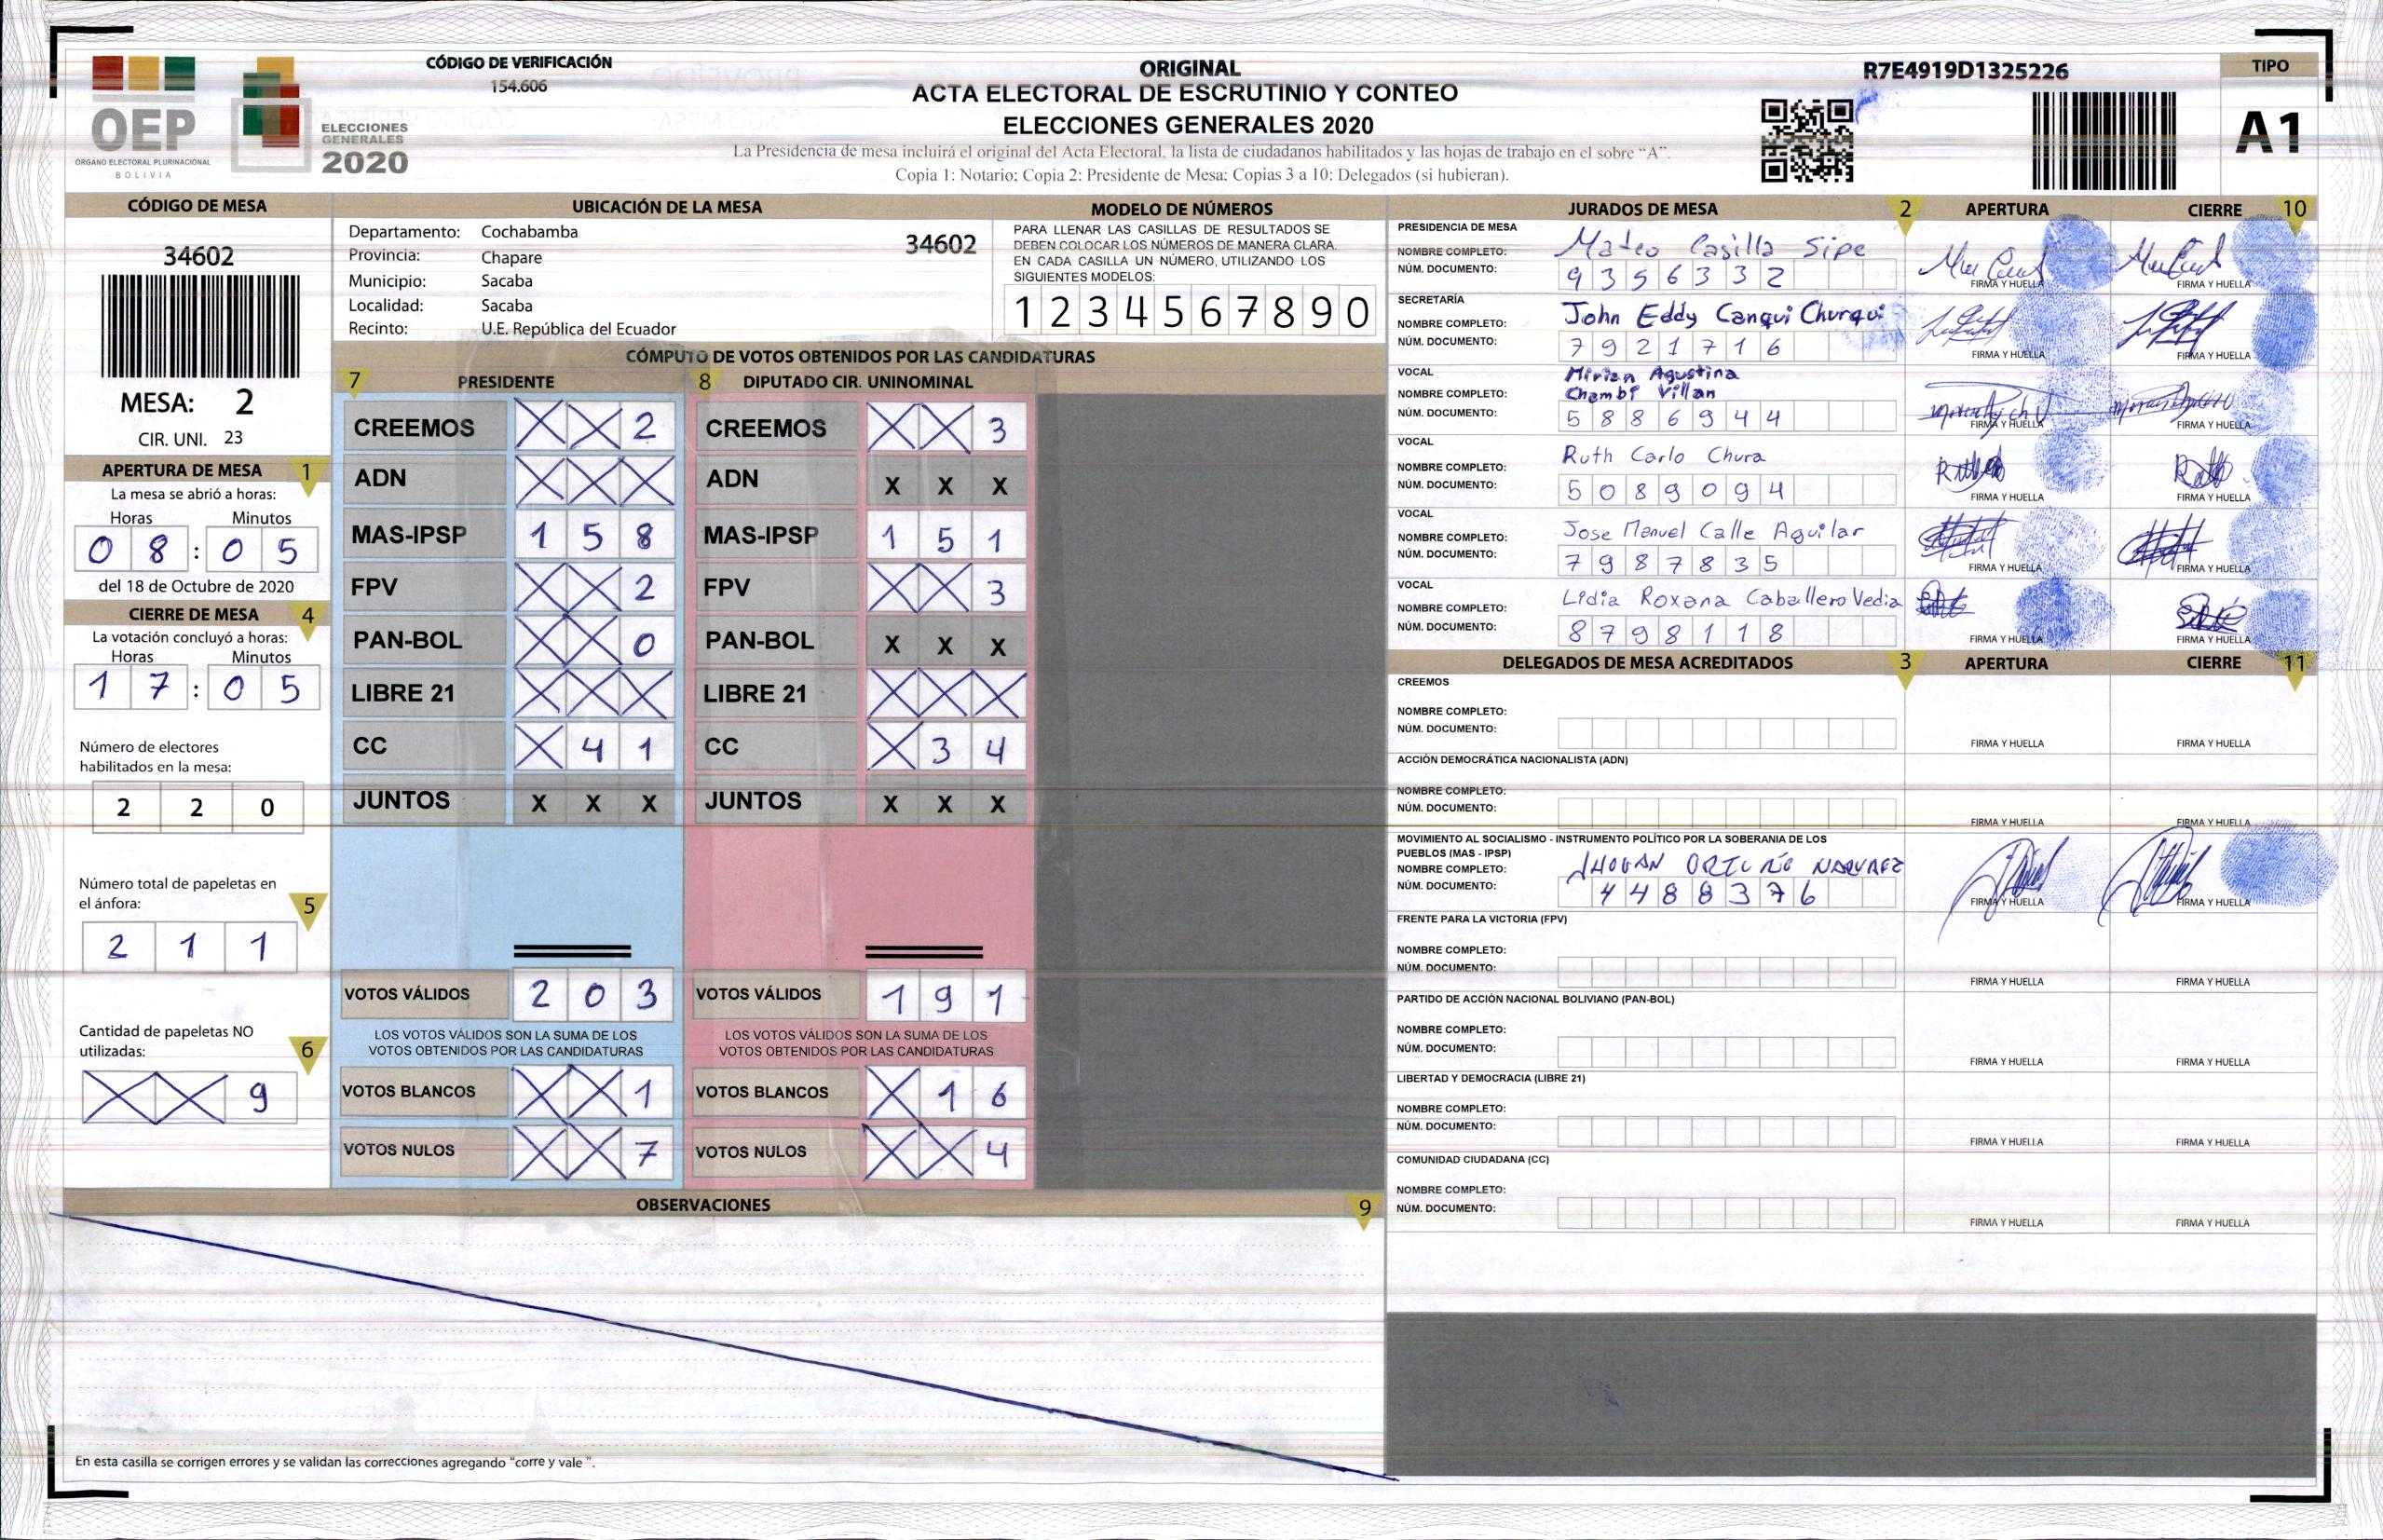 CÓDIGO DE VERIFICACIÓN
154.606
OEP
ÓRGANO ELECTORAL PLURINACIONAL
BOLIVIA
ELECCIONES
GENERALES
2020
ORIGINAL
ACTA ELECTORAL DE ESCRUTINIO Y CONTEO
ELECCIONES GENERALES 2020
La Presidencia de mesa incluirá el original del Acta Electoral, la lista de ciudadanos habilitados y las hojas de trabajo en el sobre “A”.
Copia 1: Notario; Copia 2: Presidente de Mesa; Copias 3 a 10: Delegados (si hubieran).
R7E4919D1325226
TIPO
A1
CÓDIGO DE MESA
34602
MESA: 2
CIR. UNI. 23
APERTURA DE MESA 1
La mesa se abrió a horas:
Horas Minutos
0 8 : 0 5
del 18 de Octubre de 2020
CIERRE DE MESA 4
La votación concluyó a horas:
Horas Minutos
1 7 : 0 5
Número de electores
habilitados en la mesa:
2 2 0
Número total de papeletas en
el ánfora: 5
2 1 1
Cantidad de papeletas NO
utilizadas: 6
X X 9
UBICACIÓN DE LA MESA
Departamento: Cochabamba
34602
Provincia: Chapare
Municipio: Sacaba
Localidad: Sacaba
Recinto: U.E. República del Ecuador
MODELO DE NÚMEROS
PARA LLENAR LAS CASILLAS DE RESULTADOS SE
DEBEN COLOCAR LOS NÚMEROS DE MANERA CLARA.
EN CADA CASILLA UN NÚMERO, UTILIZANDO LOS
SIGUIENTES MODELOS:
1 2 3 4 5 6 7 8 9 0
CÓMPUTO DE VOTOS OBTENIDOS POR LAS CANDIDATURAS
7 PRESIDENTE
CREEMOS X X 2
ADN X X X
MAS-IPSP 1 5 8
FPV X X 2
PAN-BOL X X 0
LIBRE 21 X X X
CC X 4 1
JUNTOS X X X
VOTOS VÁLIDOS 2 0 3
LOS VOTOS VÁLIDOS SON LA SUMA DE LOS
VOTOS OBTENIDOS POR LAS CANDIDATURAS
VOTOS BLANCOS X X 1
VOTOS NULOS X X 7
8 DIPUTADO CIR. UNINOMINAL
CREEMOS X X 3
ADN X X X
MAS-IPSP 1 5 1
FPV X X 3
PAN-BOL X X X
LIBRE 21 X X X
CC X 3 4
JUNTOS X X X
VOTOS VÁLIDOS 1 9 1
LOS VOTOS VÁLIDOS SON LA SUMA DE LOS
VOTOS OBTENIDOS POR LAS CANDIDATURAS
VOTOS BLANCOS X 1 6
VOTOS NULOS X X 4
OBSERVACIONES 9
En esta casilla se corrigen errores y se validan las correcciones agregando "corre y vale ".
JURADOS DE MESA 2 APERTURA CIERRE 10
PRESIDENCIA DE MESA
NOMBRE COMPLETO: Mateo Casilla Sipe
NÚM. DOCUMENTO: 9 3 5 6 3 3 2
FIRMA Y HUELLA FIRMA Y HUELLA
SECRETARÍA
NOMBRE COMPLETO: John Eddy Canqui Churqui
NÚM. DOCUMENTO: 7 9 2 1 7 1 6
FIRMA Y HUELLA FIRMA Y HUELLA
VOCAL
NOMBRE COMPLETO: Mirian Agustina
Chambi Villan
NÚM. DOCUMENTO: 5 8 8 6 9 4 4
FIRMA Y HUELLA FIRMA Y HUELLA
VOCAL
NOMBRE COMPLETO: Ruth Carlo Chura
NÚM. DOCUMENTO: 5 0 8 9 0 9 4
FIRMA Y HUELLA FIRMA Y HUELLA
VOCAL
NOMBRE COMPLETO: Jose Manuel Calle Aguilar
NÚM. DOCUMENTO: 7 9 8 7 8 3 5
FIRMA Y HUELLA FIRMA Y HUELLA
VOCAL
NOMBRE COMPLETO: Lidia Roxana Caballero Vedia
NÚM. DOCUMENTO: 8 7 9 8 1 1 8
FIRMA Y HUELLA FIRMA Y HUELLA
DELEGADOS DE MESA ACREDITADOS 3 APERTURA CIERRE 11
CREEMOS
NOMBRE COMPLETO:
NÚM. DOCUMENTO:
FIRMA Y HUELLA FIRMA Y HUELLA
ACCIÓN DEMOCRÁTICA NACIONALISTA (ADN)
NOMBRE COMPLETO:
NÚM. DOCUMENTO:
FIRMA Y HUELLA FIRMA Y HUELLA
MOVIMIENTO AL SOCIALISMO - INSTRUMENTO POLÍTICO POR LA SOBERANIA DE LOS
PUEBLOS (MAS - IPSP)
NOMBRE COMPLETO:
NÚM. DOCUMENTO: 4 4 8 8 3 7 6
FIRMA Y HUELLA FIRMA Y HUELLA
FRENTE PARA LA VICTORIA (FPV)
NOMBRE COMPLETO:
NÚM. DOCUMENTO:
FIRMA Y HUELLA FIRMA Y HUELLA
PARTIDO DE ACCIÓN NACIONAL BOLIVIANO (PAN-BOL)
NOMBRE COMPLETO:
NÚM. DOCUMENTO:
FIRMA Y HUELLA FIRMA Y HUELLA
LIBERTAD Y DEMOCRACIA (LIBRE 21)
NOMBRE COMPLETO:
NÚM. DOCUMENTO:
FIRMA Y HUELLA FIRMA Y HUELLA
COMUNIDAD CIUDADANA (CC)
NOMBRE COMPLETO:
NÚM. DOCUMENTO:
FIRMA Y HUELLA FIRMA Y HUELLA